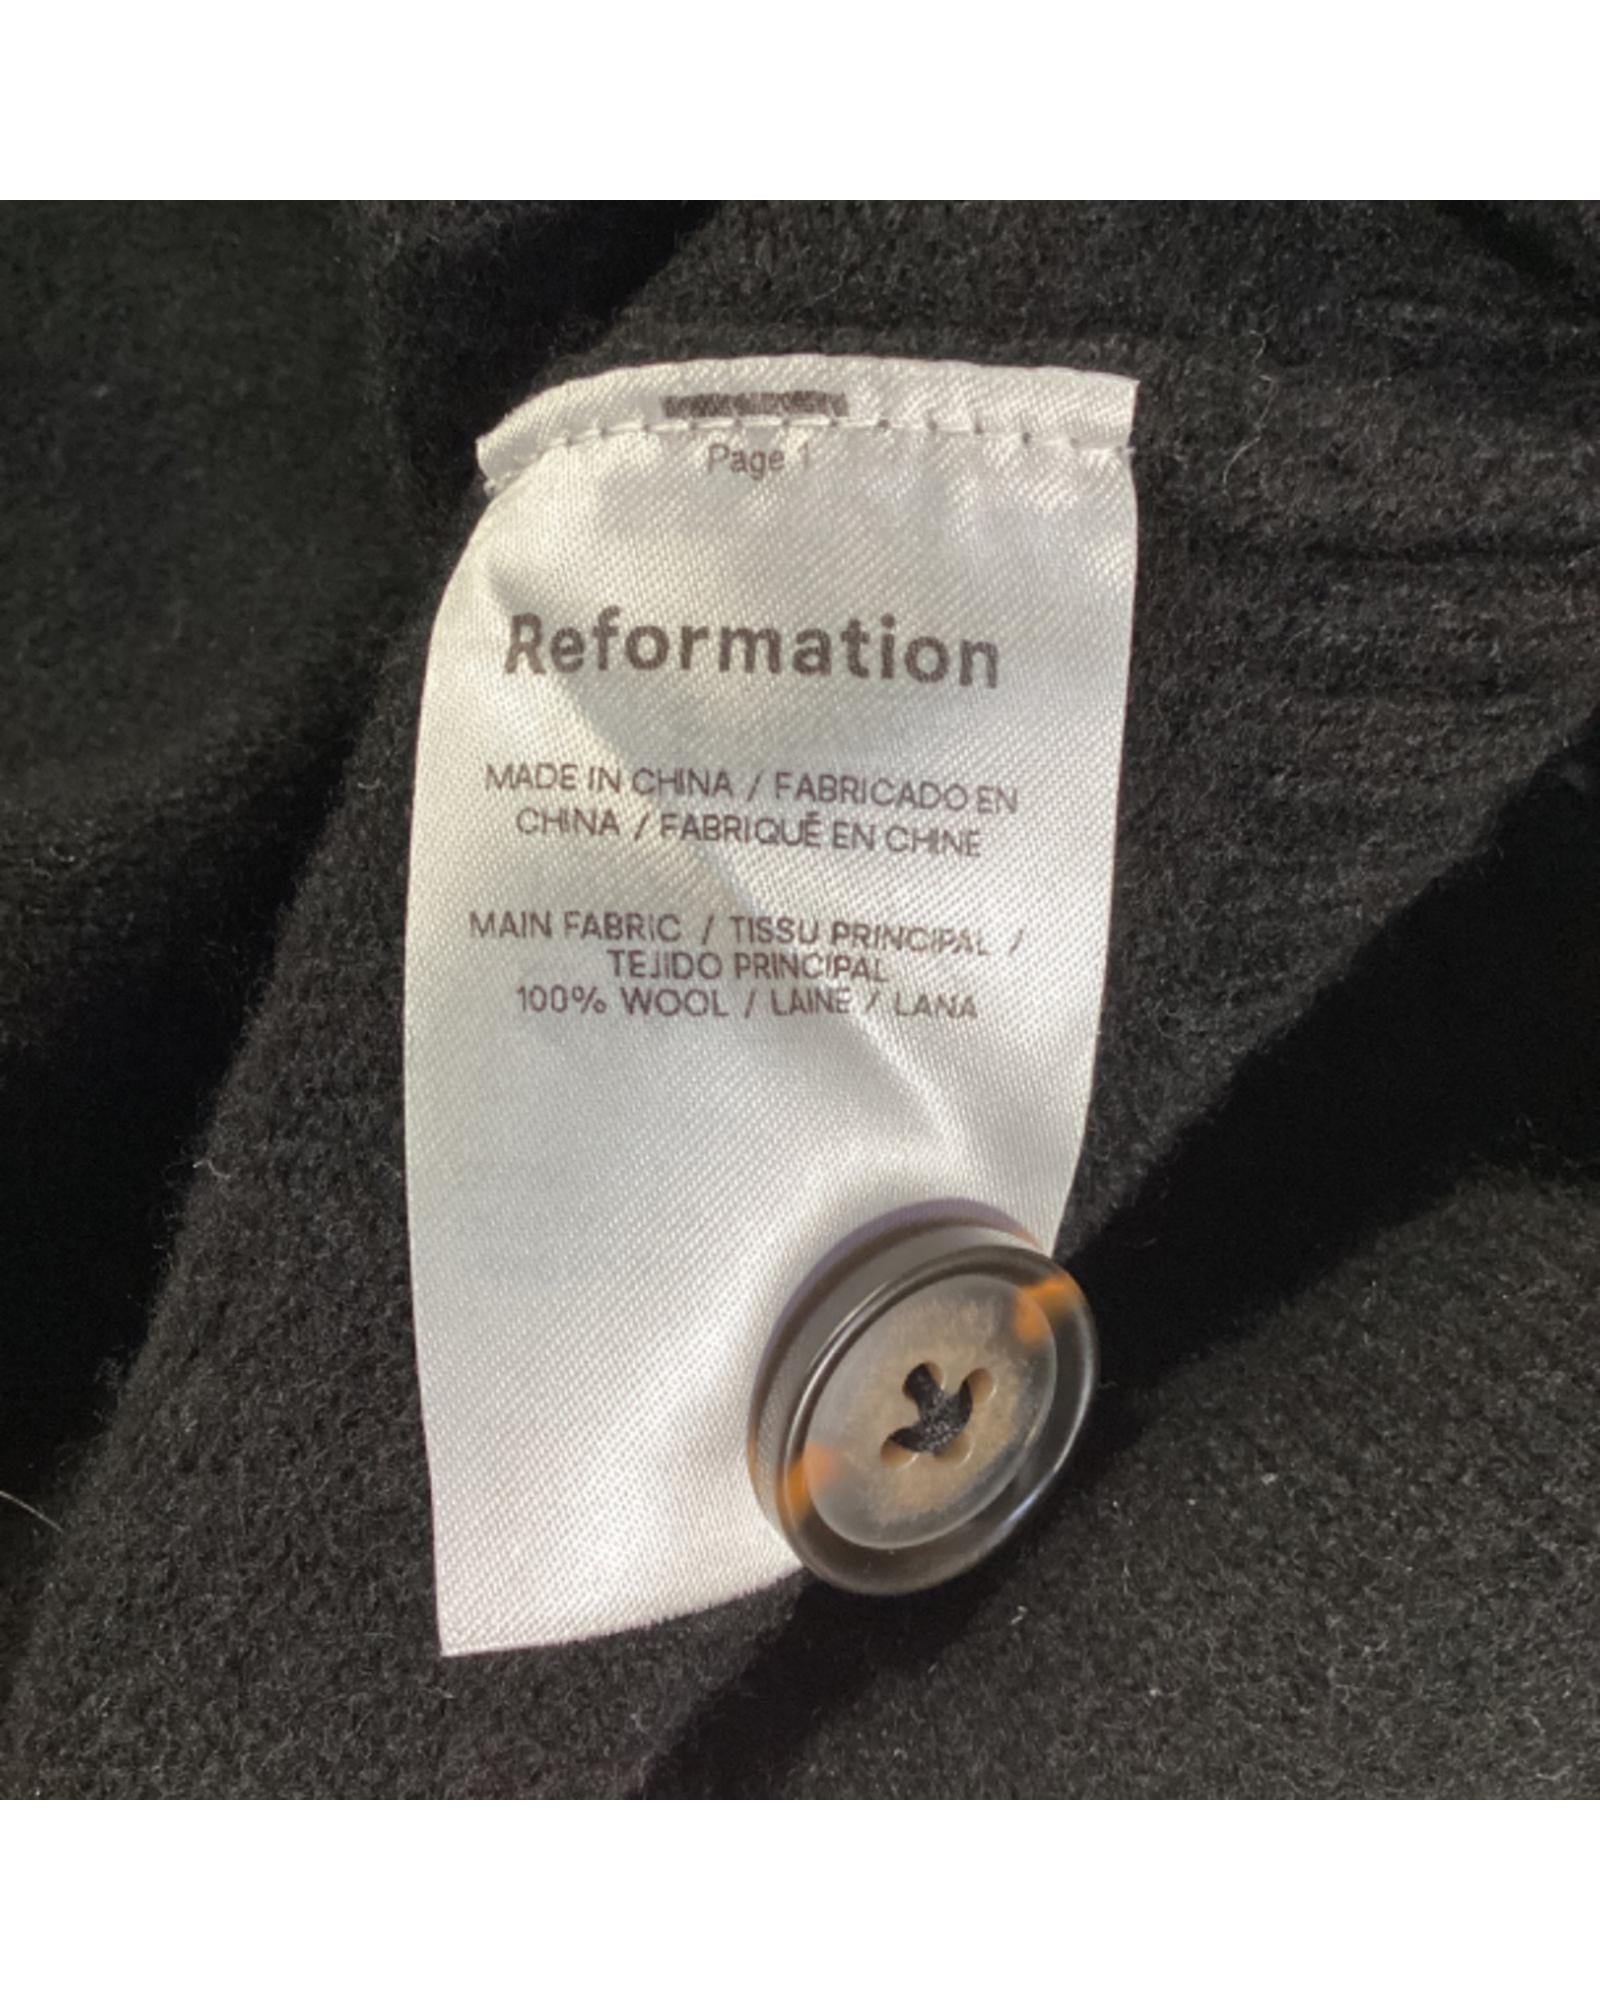 Page 1
Reformation
MADE IN CHINA / FABRICADO EN
CHINA / FABRIQUÉ EN CHINE
MAIN FABRIC / TISSU PRINCIPAL /
TEJIDO PRINCIPAL
100% WOOL / LAINE / LANA